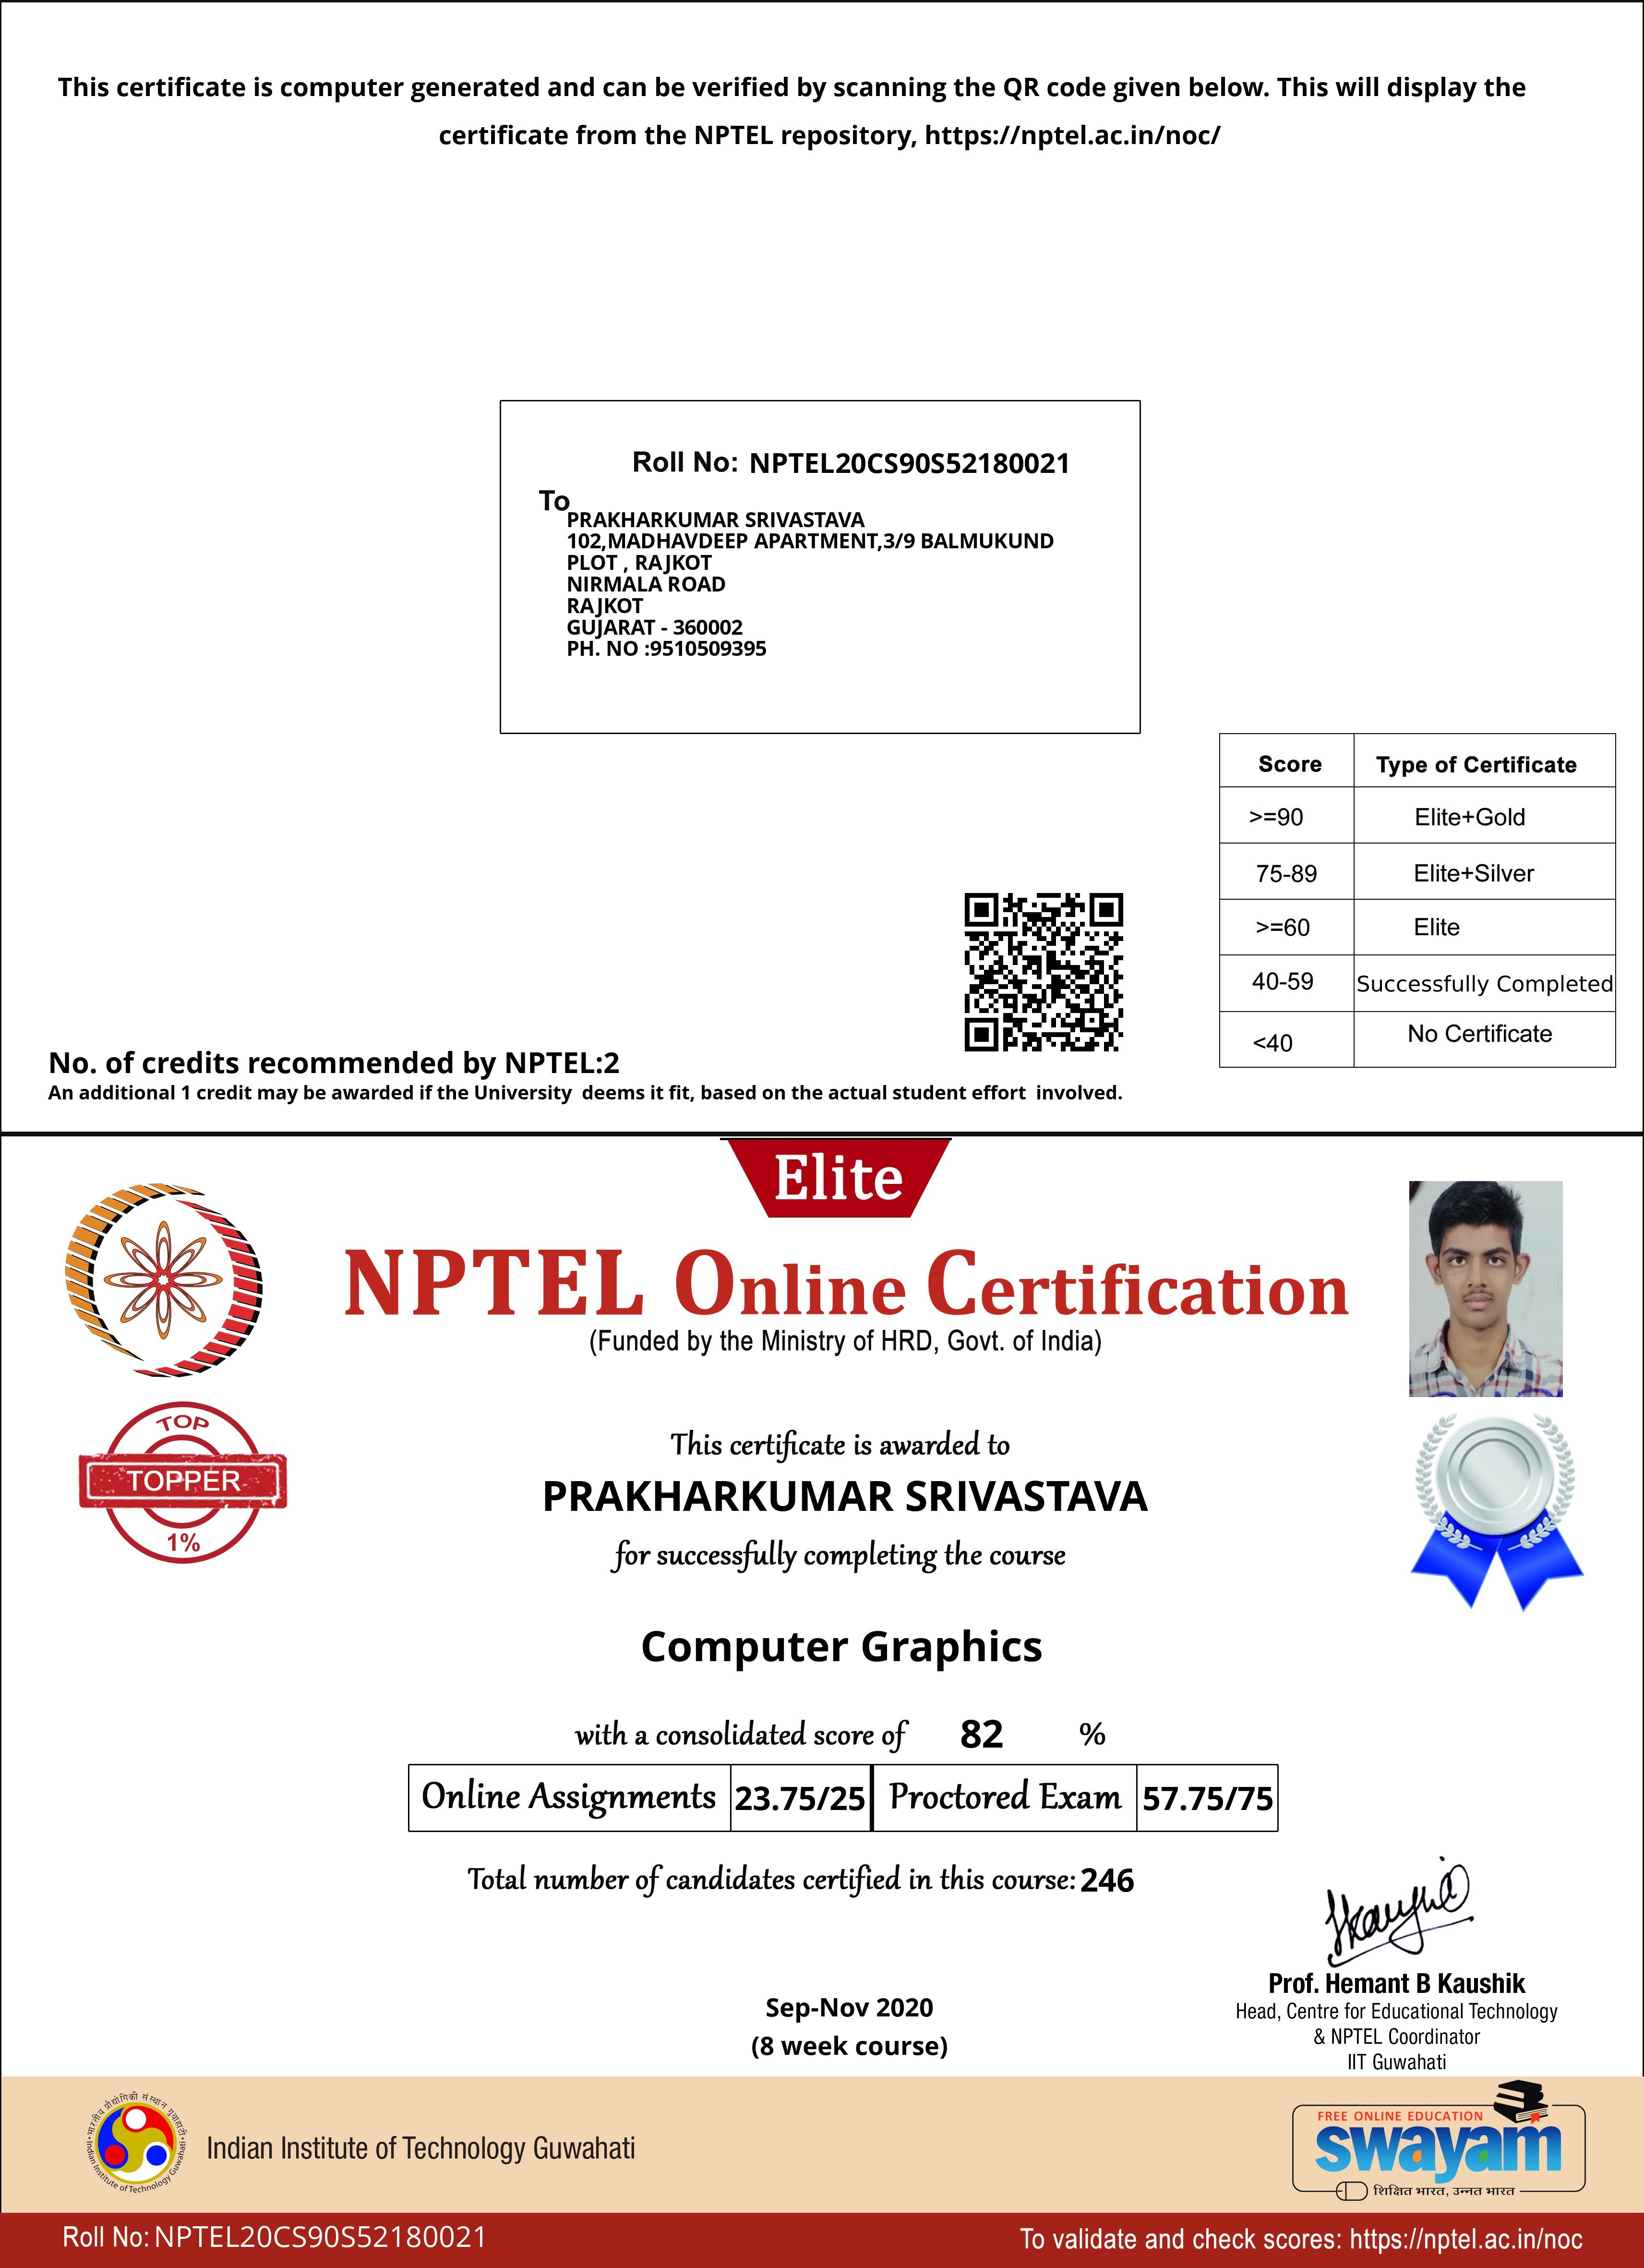 This certificate is computer generated and can be verified by scanning the QR code given below. This will display the
certificate from the NPTEL repository, https://nptel.ac.in/noc/
Roll No: NPTEL20CS90S52180021
To
PRAKHARKUMAR SRIVASTAVA
102,MADHAVDEEP APARTMENT,3/9 BALMUKUND
PLOT , RAJKOT
NIRMALA ROAD
RAJKOT
GUJARAT - 360002
PH. NO :9510509395
Score Type of Certificate
>=90 Elite+Gold
75-89 Elite+Silver
>=60 Elite
40-59 Successfully Completed
<40 No Certificate
No. of credits recommended by NPTEL:2
An additional 1 credit may be awarded if the University deems it fit, based on the actual student effort involved.
Elite
NPTEL Online Certification
(Funded by the Ministry of HRD, Govt. of India)
TOP
TOPPER
1%
This certificate is awarded to
PRAKHARKUMAR SRIVASTAVA
for successfully completing the course
Computer Graphics
with a consolidated score of 82 %
Online Assignments 23.75/25 Proctored Exam 57.75/75
Total number of candidates certified in this course: 246
Prof. Hemant B Kaushik
Head, Centre for Educational Technology
& NPTEL Coordinator
IIT Guwahati
Sep-Nov 2020
(8 week course)
भारतीय प्रौद्योगिकी संस्थान गुवाहाटी
Indian Institute of Technology Guwahati
Indian Institute of Technology Guwahati
FREE ONLINE EDUCATION
swayam
शिक्षित भारत, उन्नत भारत
Roll No: NPTEL20CS90S52180021
To validate and check scores: https://nptel.ac.in/noc